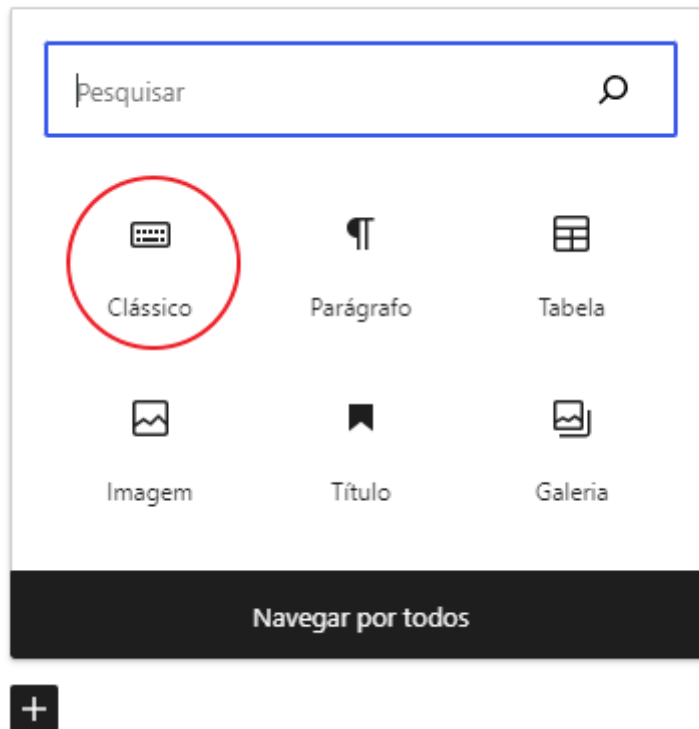 Pesquisar
Clássico Parágrafo Tabela
Imagem Título Galeria
Navegar por todos